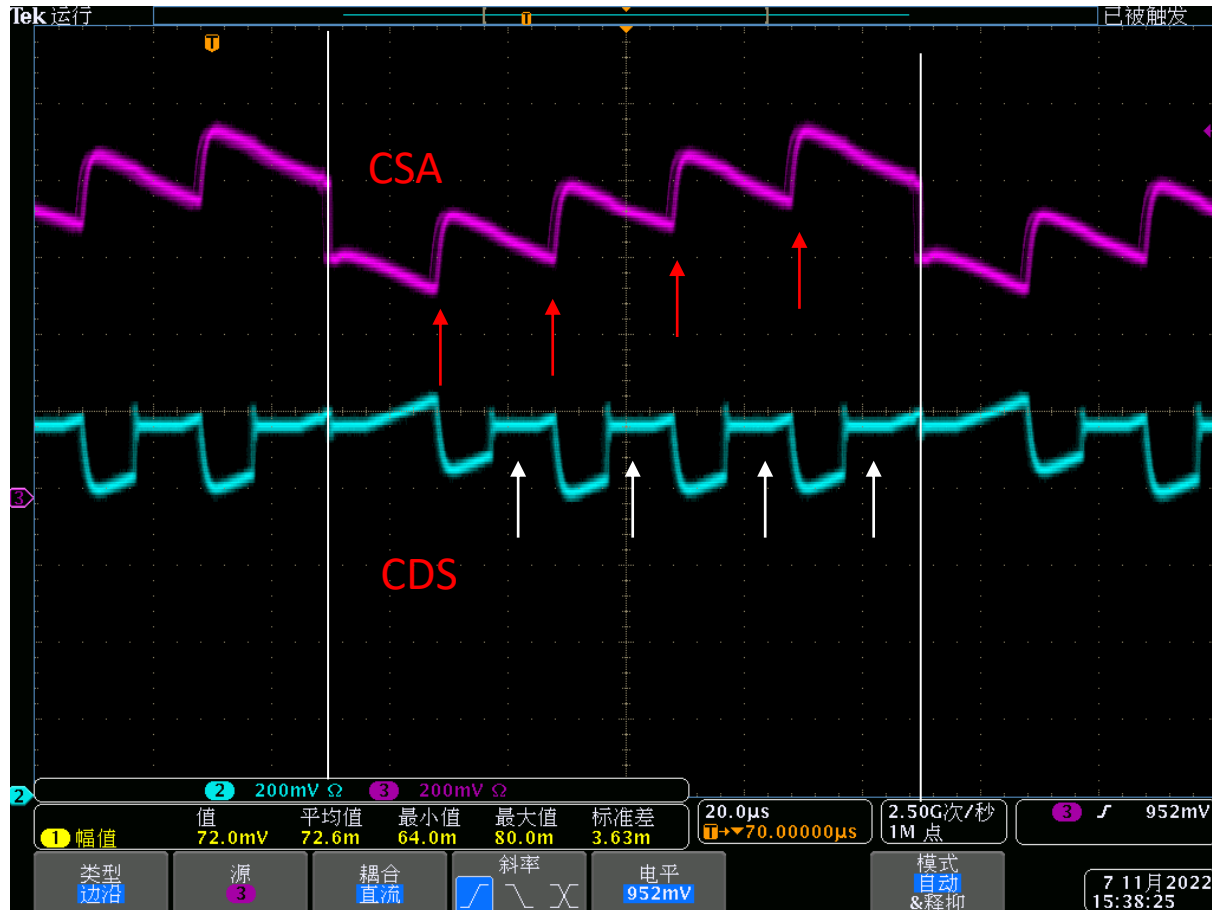 Tek 运行
已被触发
T
T
CSA
3
CDS
2
2 200mV Ω 3 200mV Ω
值 平均值 最小值 最大值 标准差
1 幅值 72.0mV 72.6m 64.0m 80.0m 3.63m
20.0μs
T→▼70.00000μs
2.50G次/秒
1M 点
3 952mV
类型
边沿
源
3
耦合
直流
斜率
电平
952mV
模式
自动
&释抑
7 11月2022
15:38:25